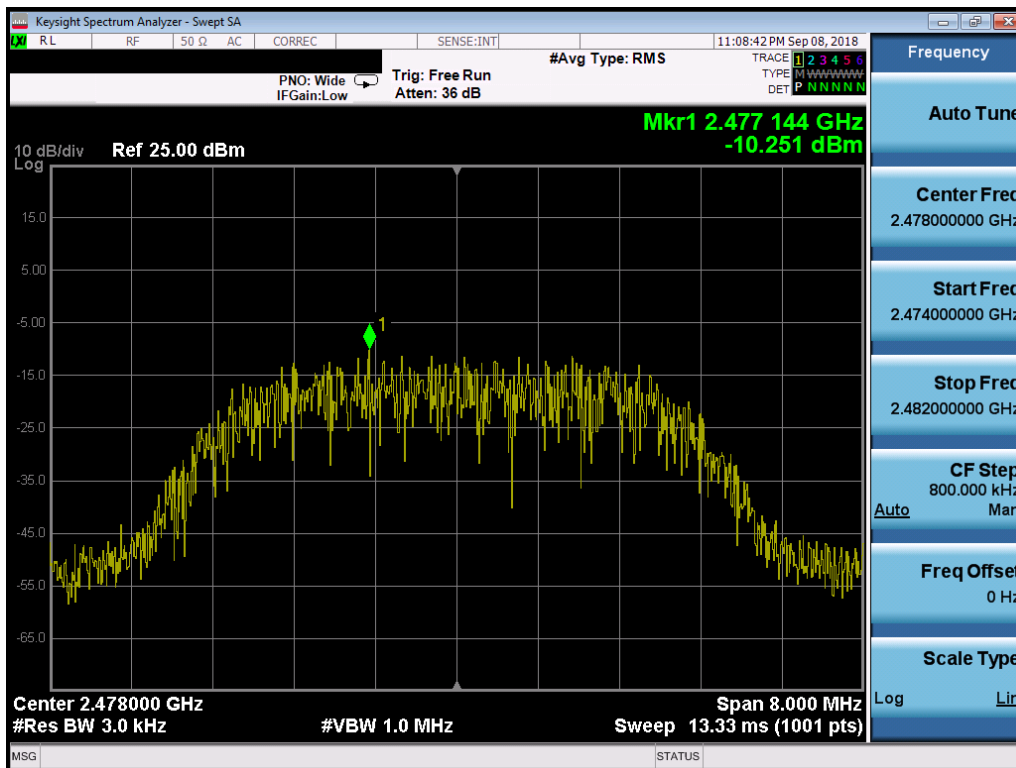 Keysight Spectrum Analyzer - Swept SA
LXI RL RF 50 Ω AC CORREC SENSE:INT 11:08:42 PM Sep 08, 2018
#Avg Type: RMS TRACE 1 2 3 4 5 6
PNO: Wide Trig: Free Run TYPE M W W W W W
IFGain:Low Atten: 36 dB DET P N N N N N
Mkr1 2.477 144 GHz
-10.251 dBm
10 dB/div Ref 25.00 dBm
Log
15.0
5.00
-5.00
1
-15.0
-25.0
-35.0
-45.0
-55.0
-65.0
Center 2.478000 GHz Span 8.000 MHz
#Res BW 3.0 kHz #VBW 1.0 MHz Sweep 13.33 ms (1001 pts)
MSG STATUS
Frequency
Auto Tune
Center Freq
2.478000000 GHz
Start Freq
2.474000000 GHz
Stop Freq
2.482000000 GHz
CF Step
800.000 kHz
Auto Man
Freq Offset
0 Hz
Scale Type
Log Lin